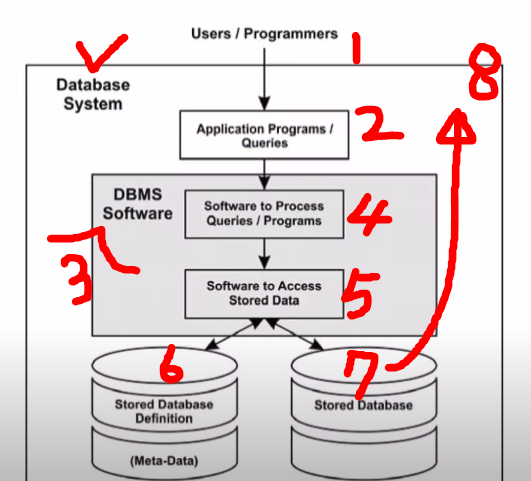 Users / Programmers
1
8
Database
System
Application Programs /
Queries
2
DBMS
Software
3
Software to Process
Queries / Programs
4
Software to Access
Stored Data
5
6
Stored Database
Definition
(Meta-Data)
7
Stored Database